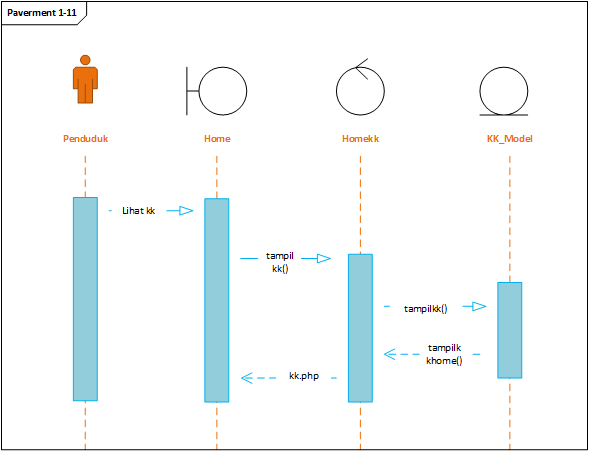 Paverment 1-11
Penduduk
Home
Homekk
KK_Model
Lihat kk
tampil
kk()
tampilkk()
tampilk
khome()
kk.php